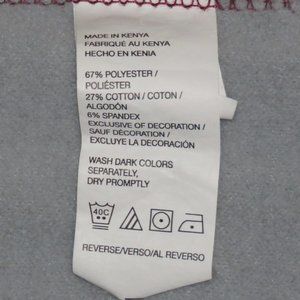 MADE IN KENYA
FABRIQUÉ AU KENYA
HECHO EN KENIA
67% POLYESTER /
POLIÉSTER
27% COTTON / COTON /
ALGODÓN
6% SPANDEX
EXCLUSIVE OF DECORATION /
SAUF DÉCORATION /
EXCLUYE LA DECORACIÓN
WASH DARK COLORS
SEPARATELY,
DRY PROMPTLY
40C
REVERSE/VERSO/AL REVERSO